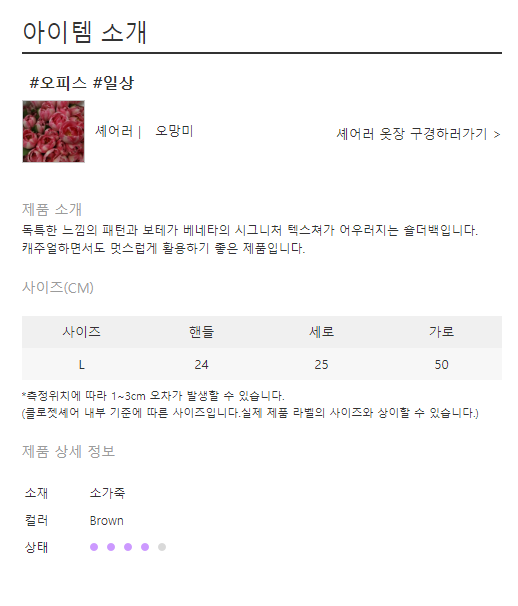 아이템 소개
#오피스 #일상
셰어러 | 오망미
셰어러 옷장 구경하러가기 >
제품 소개
독특한 느낌의 패턴과 보테가 베네타의 시그니처 텍스쳐가 어우러지는 숄더백입니다.
캐주얼하면서도 멋스럽게 활용하기 좋은 제품입니다.
사이즈(CM)
사이즈 핸들 세로 가로
L 24 25 50
*측정위치에 따라 1~3cm 오차가 발생할 수 있습니다.
(클로젯셰어 내부 기준에 따른 사이즈입니다.실제 제품 라벨의 사이즈와 상이할 수 있습니다.)
제품 상세 정보
소재 소가죽
컬러 Brown
상태